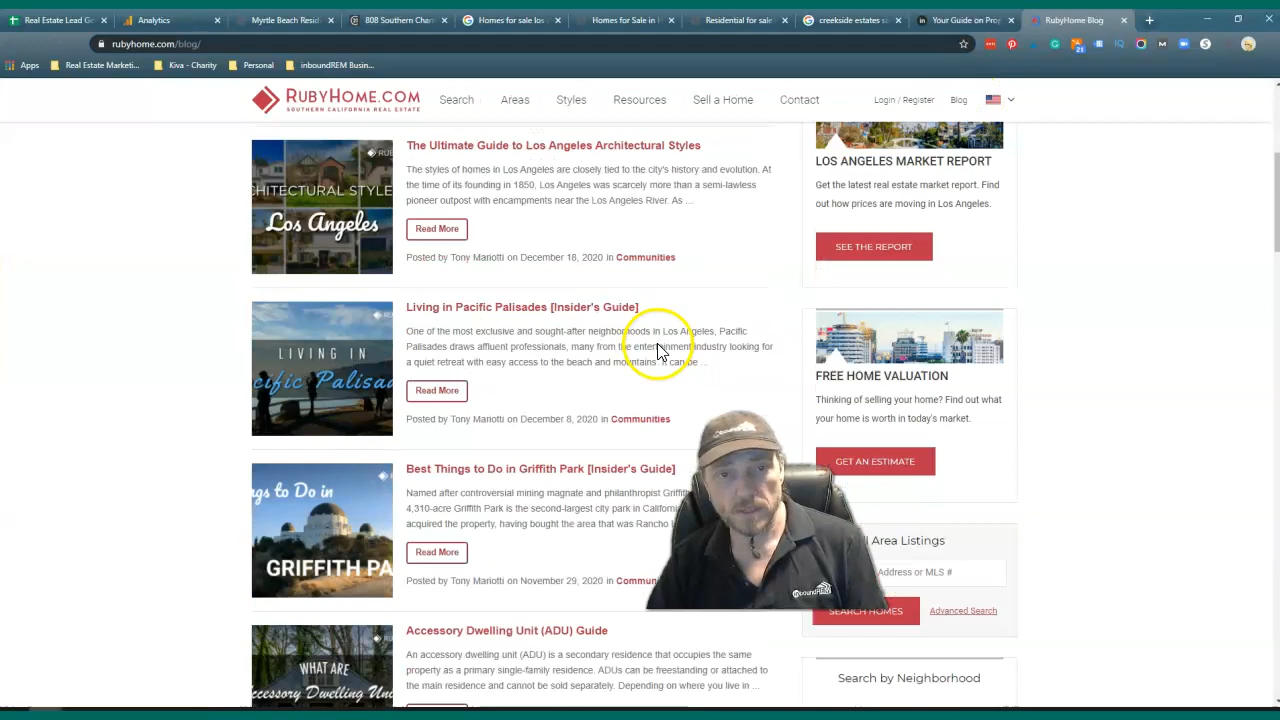 Real Estate Lead Ge
Analytics
Myrtle Beach Resid
808 Southern Char
Homes for sale los
Homes for Sale in H
Residential for sale
creekside estates s
Your Guide on Prop
RubyHome Blog
rubyhome.com/blog/
21
Apps
Real Estate Marketi...
Kiva - Charity
Personal
inboundREM Busin...
RUBYHOME.COM
SOUTHERN CALIFORNIA REAL ESTATE
Search
Areas
Styles
Resources
Sell a Home
Contact
Login / Register
Blog
CHITECTURAL STYLE
Los Angeles
The Ultimate Guide to Los Angeles Architectural Styles
The styles of homes in Los Angeles are closely tied to the city's history and evolution. At
the time of its founding in 1850, Los Angeles was scarcely more than a semi-lawless
pioneer outpost with encampments near the Los Angeles River. As ...
Read More
Posted by Tony Mariotti on December 18, 2020 in Communities
LIVING IN
acific Palisad
Living in Pacific Palisades [Insider's Guide]
One of the most exclusive and sought-after neighborhoods in Los Angeles, Pacific
Palisades draws affluent professionals, many from the entertainment industry looking for
a quiet retreat with easy access to the beach and mountains. It can be ...
Read More
Posted by Tony Mariotti on December 8, 2020 in Communities
ngs to Do in
GRIFFITH PA
Best Things to Do in Griffith Park [Insider's Guide]
Named after controversial mining magnate and philanthropist Griffith
4,310-acre Griffith Park is the second-largest city park in California
acquired the property, having bought the area that was Rancho L
Read More
Posted by Tony Mariotti on November 29, 2020 in Commun
WHAT ARE
ccessory Dwelling Uni
Accessory Dwelling Unit (ADU) Guide
An accessory dwelling unit (ADU) is a secondary residence that occupies the same
property as a primary single-family residence. ADUs can be freestanding or attached to
the main residence and cannot be sold separately. Depending on where you live in ...
LOS ANGELES MARKET REPORT
Get the latest real estate market report. Find
out how prices are moving in Los Angeles.
SEE THE REPORT
FREE HOME VALUATION
Thinking of selling your home? Find out what
your home is worth in today's market.
GET AN ESTIMATE
ll Area Listings
Address or MLS #
SEARCH HOMES
Advanced Search
Search by Neighborhood
inboundREM